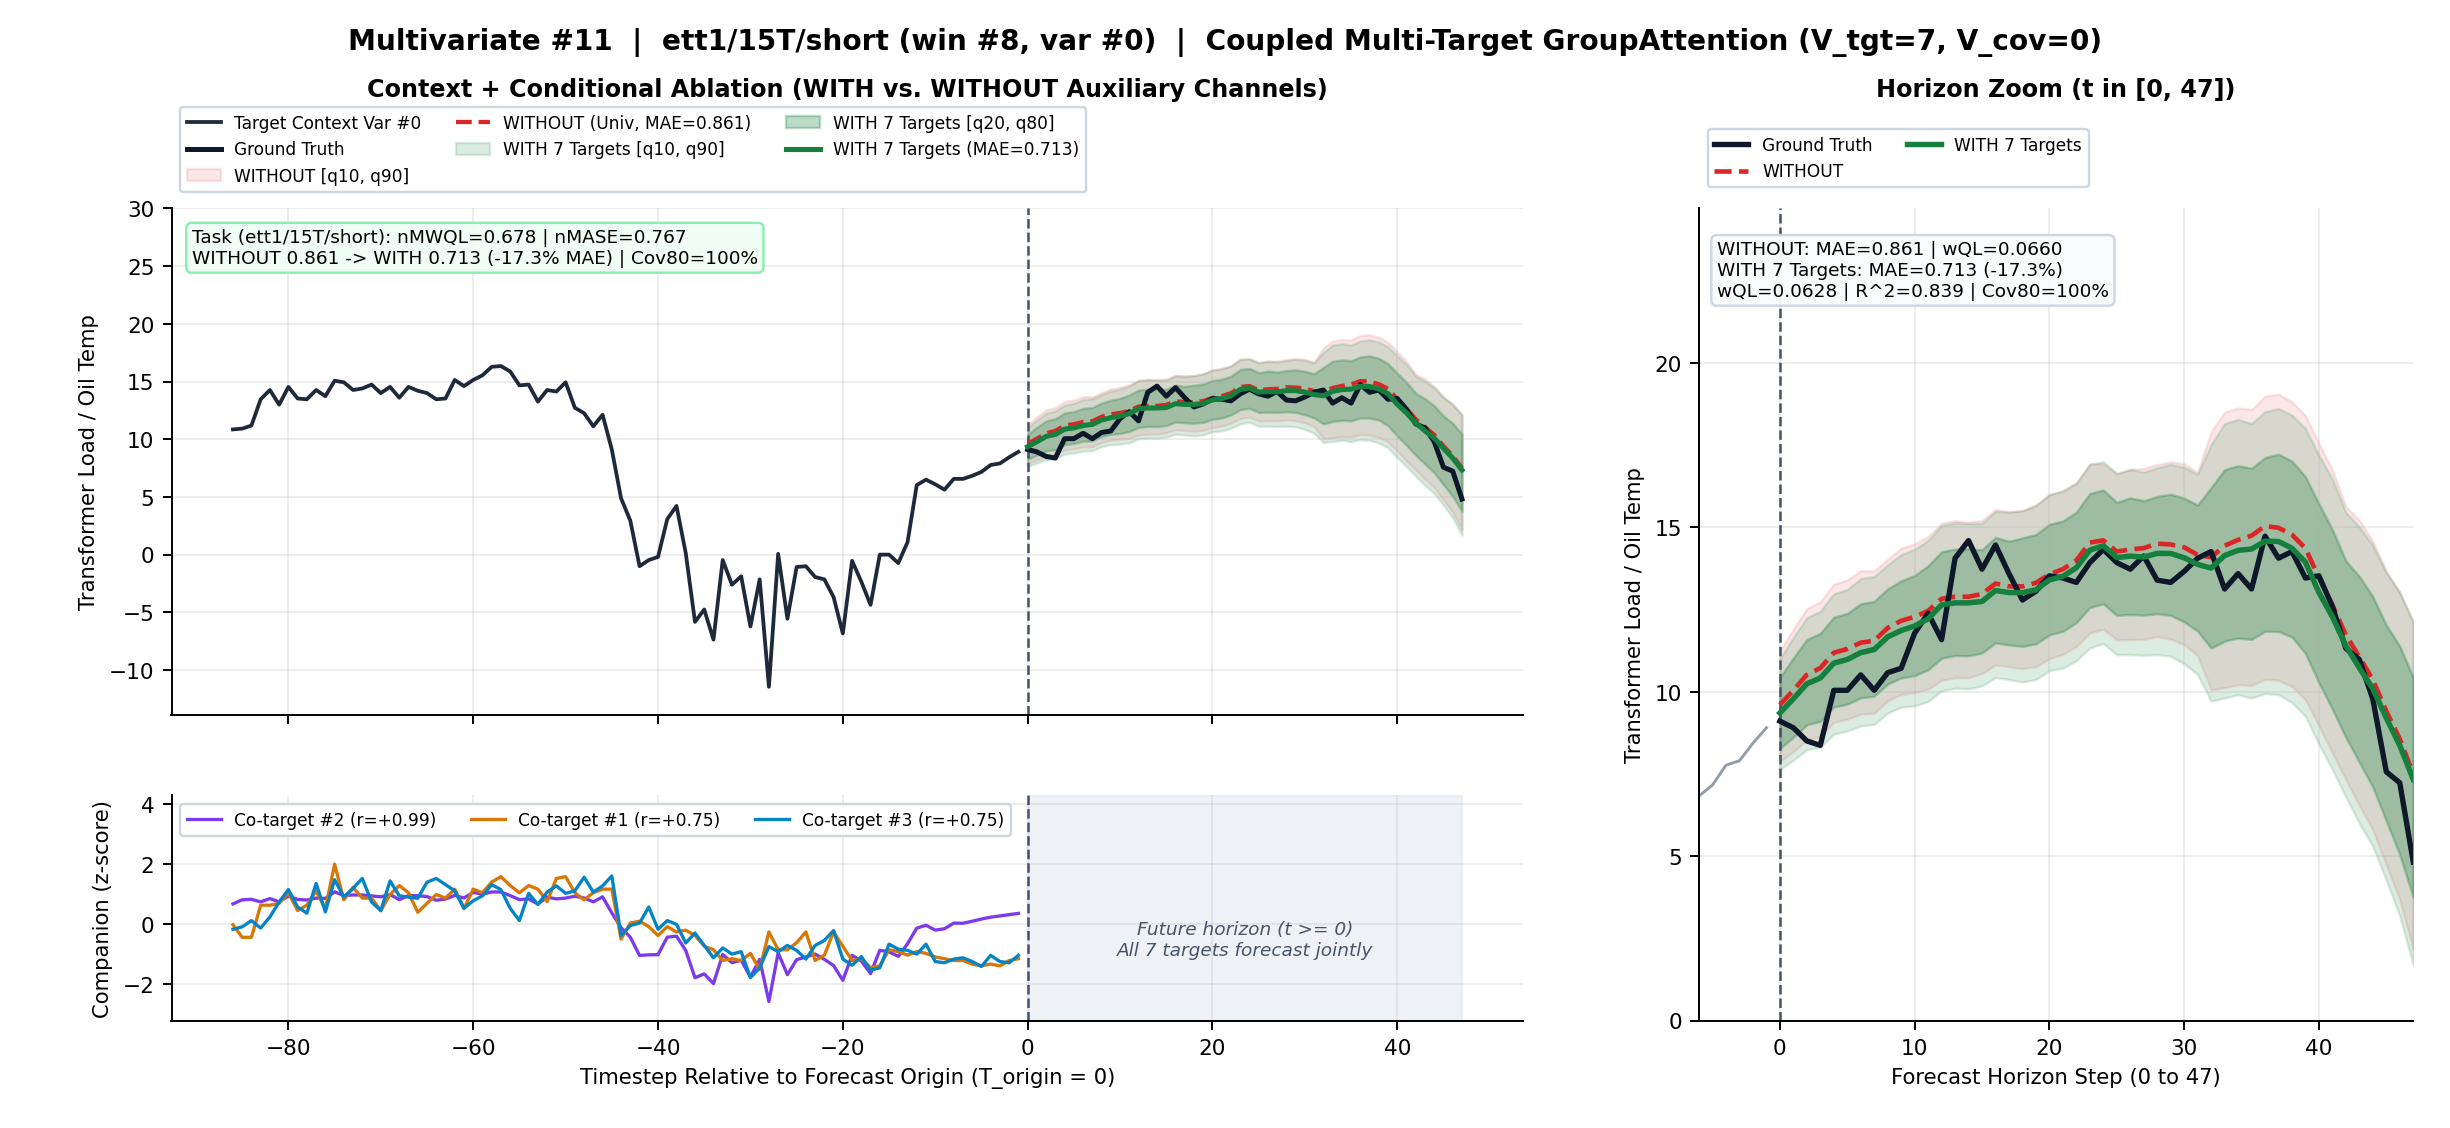 Multivariate #11 | ett1/15T/short (win #8, var #0) | Coupled Multi-Target GroupAttention (V_tgt=7, V_cov=0)
Context + Conditional Ablation (WITH vs. WITHOUT Auxiliary Channels)
Target Context Var #0
Ground Truth
WITHOUT [q10, q90]
WITHOUT (Univ, MAE=0.861)
WITH 7 Targets [q10, q90]
WITH 7 Targets [q20, q80]
WITH 7 Targets (MAE=0.713)
Task (ett1/15T/short): nMWQL=0.678 | nMASE=0.767
WITHOUT 0.861 -> WITH 0.713 (-17.3% MAE) | Cov80=100%
Transformer Load / Oil Temp
30
25
20
15
10
5
0
−5
−10
Co-target #2 (r=+0.99)
Co-target #1 (r=+0.75)
Co-target #3 (r=+0.75)
Future horizon (t >= 0)
All 7 targets forecast jointly
Companion (z-score)
4
2
0
−2
−80
−60
−40
−20
0
20
40
Timestep Relative to Forecast Origin (T_origin = 0)
Horizon Zoom (t in [0, 47])
Ground Truth
WITHOUT
WITH 7 Targets
WITHOUT: MAE=0.861 | wQL=0.0660
WITH 7 Targets: MAE=0.713 (-17.3%)
wQL=0.0628 | R^2=0.839 | Cov80=100%
Transformer Load / Oil Temp
20
15
10
5
0
0
10
20
30
40
Forecast Horizon Step (0 to 47)